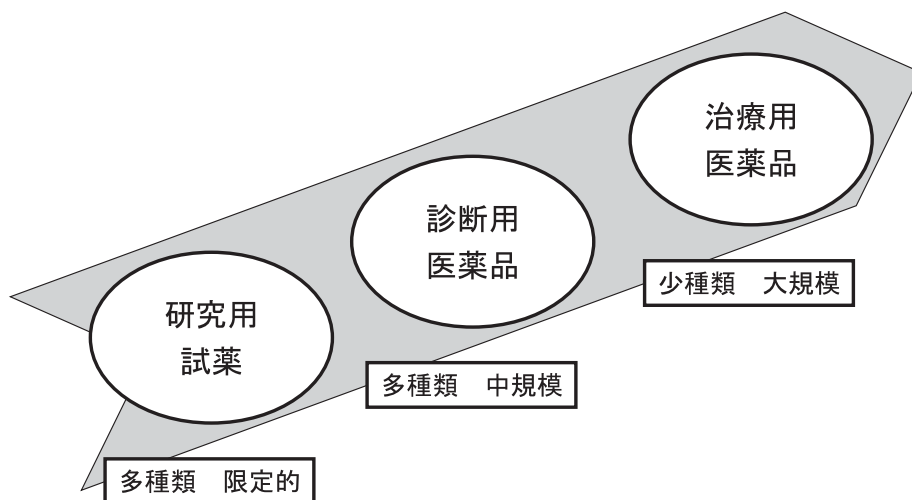 治療用
医薬品
少種類　大規模
診断用
医薬品
多種類　中規模
研究用
試薬
多種類　限定的